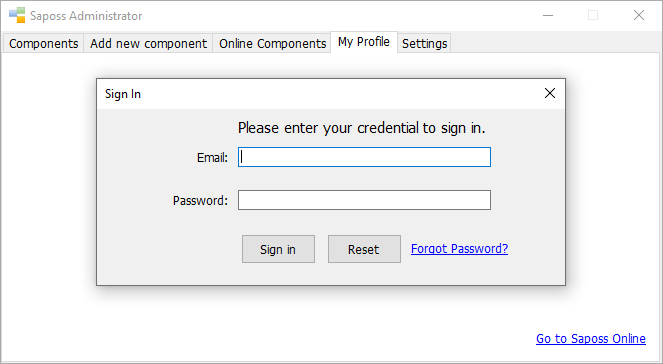 Saposs Administrator
Components Add new component Online Components My Profile Settings
Sign In
Please enter your credential to sign in.
Email:
Password:
Sign in Reset Forgot Password?
Go to Saposs Online